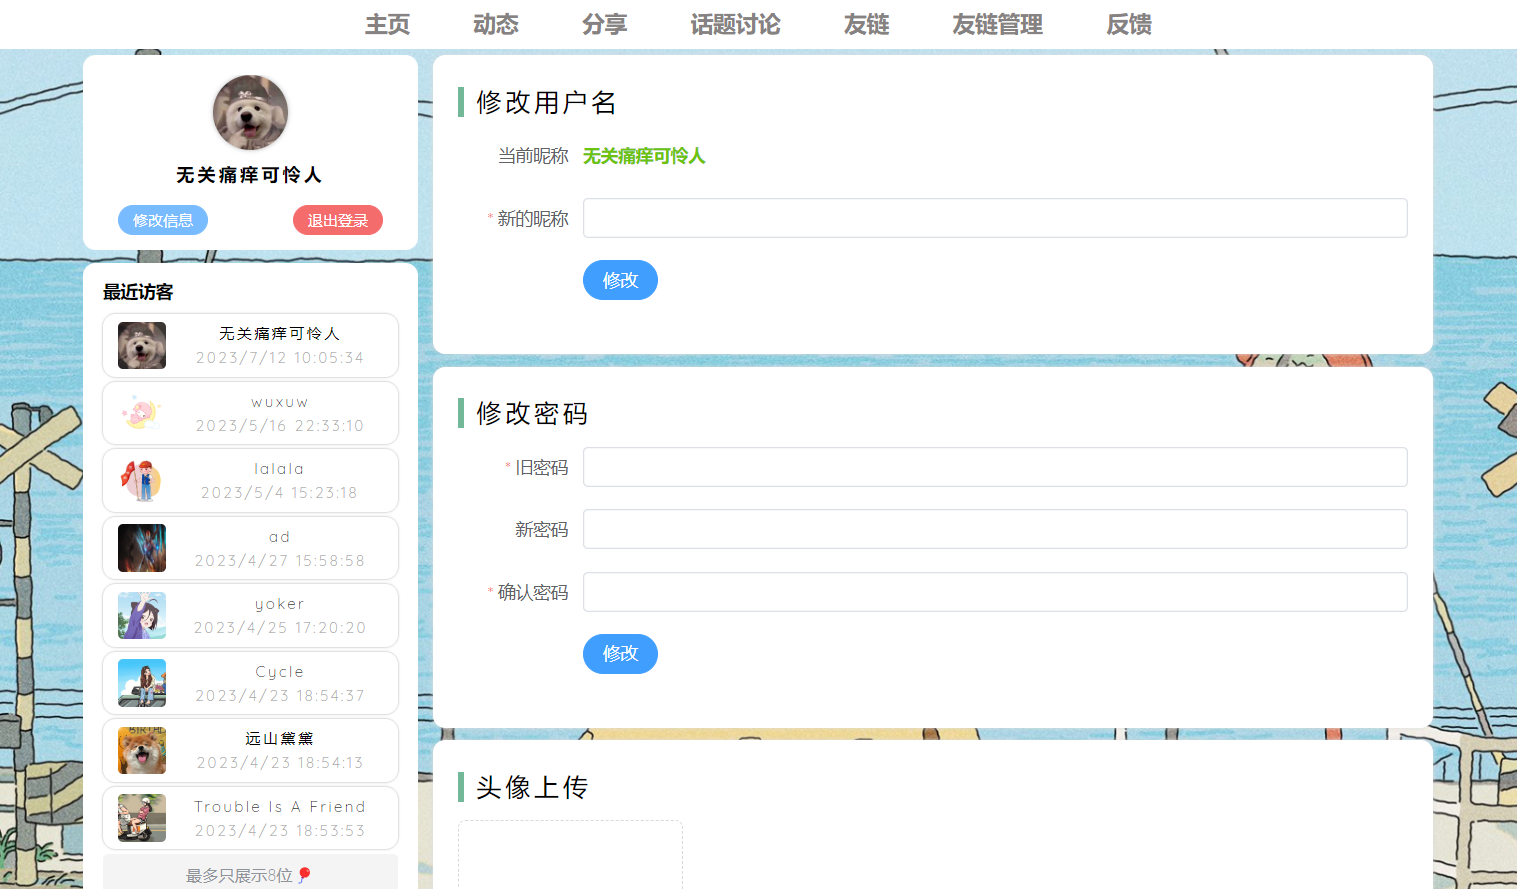 主页 动态 分享 话题讨论 友链 友链管理 反馈
无关痛痒可怜人
修改信息 退出登录
最近访客
无关痛痒可怜人
2023/7/12 10:05:34
wuxuw
2023/5/16 22:33:10
lalala
2023/5/4 15:23:18
ad
2023/4/27 15:58:58
yoker
2023/4/25 17:20:20
Cycle
2023/4/23 18:54:37
远山黛黛
2023/4/23 18:54:13
Trouble Is A Friend
2023/4/23 18:53:53
最多只展示8位🎈
修改用户名
当前昵称 无关痛痒可怜人
* 新的昵称
修改
修改密码
* 旧密码
新密码
* 确认密码
修改
头像上传